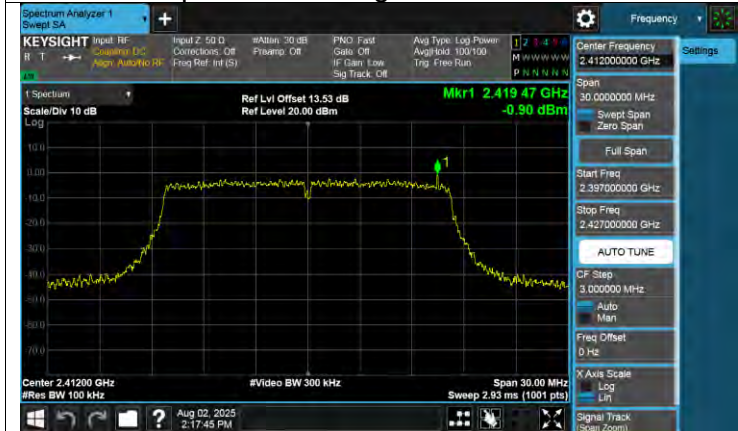 Spectrum Analyzer 1
Swept SA
+
Frequency
KEYSIGHT
R T
Input: RF
Coupling: DC
Align: Auto/No RF
Input Z: 50 Ω
Corrections: Off
Freq Ref: Int (S)
#Atten: 30 dB
Preamp: Off
PNO: Fast
Gate: Off
IF Gain: Low
Sig Track: Off
Avg Type: Log-Power
Avg|Hold: 100/100
Trig: Free Run
1 2 3 4 5 6
M W W W W W
P N N N N N
1 Spectrum
Scale/Div 10 dB
Log
Ref Lvl Offset 13.53 dB
Ref Level 20.00 dBm
Mkr1 2.419 47 GHz
-0.90 dBm
10.0
0.00
-10.0
-20.0
-30.0
-40.0
-50.0
-60.0
-70.0
1
Center 2.41200 GHz
#Res BW 100 kHz
#Video BW 300 kHz
Span 30.00 MHz
Sweep 2.93 ms (1001 pts)
?
Aug 02, 2025
2:17:45 PM
Center Frequency
2.412000000 GHz
Settings
Span
30.0000000 MHz
Swept Span
Zero Span
Full Span
Start Freq
2.397000000 GHz
Stop Freq
2.427000000 GHz
AUTO TUNE
CF Step
3.000000 MHz
Auto
Man
Freq Offset
0 Hz
X Axis Scale
Log
Lin
Signal Track
(Span Zoom)